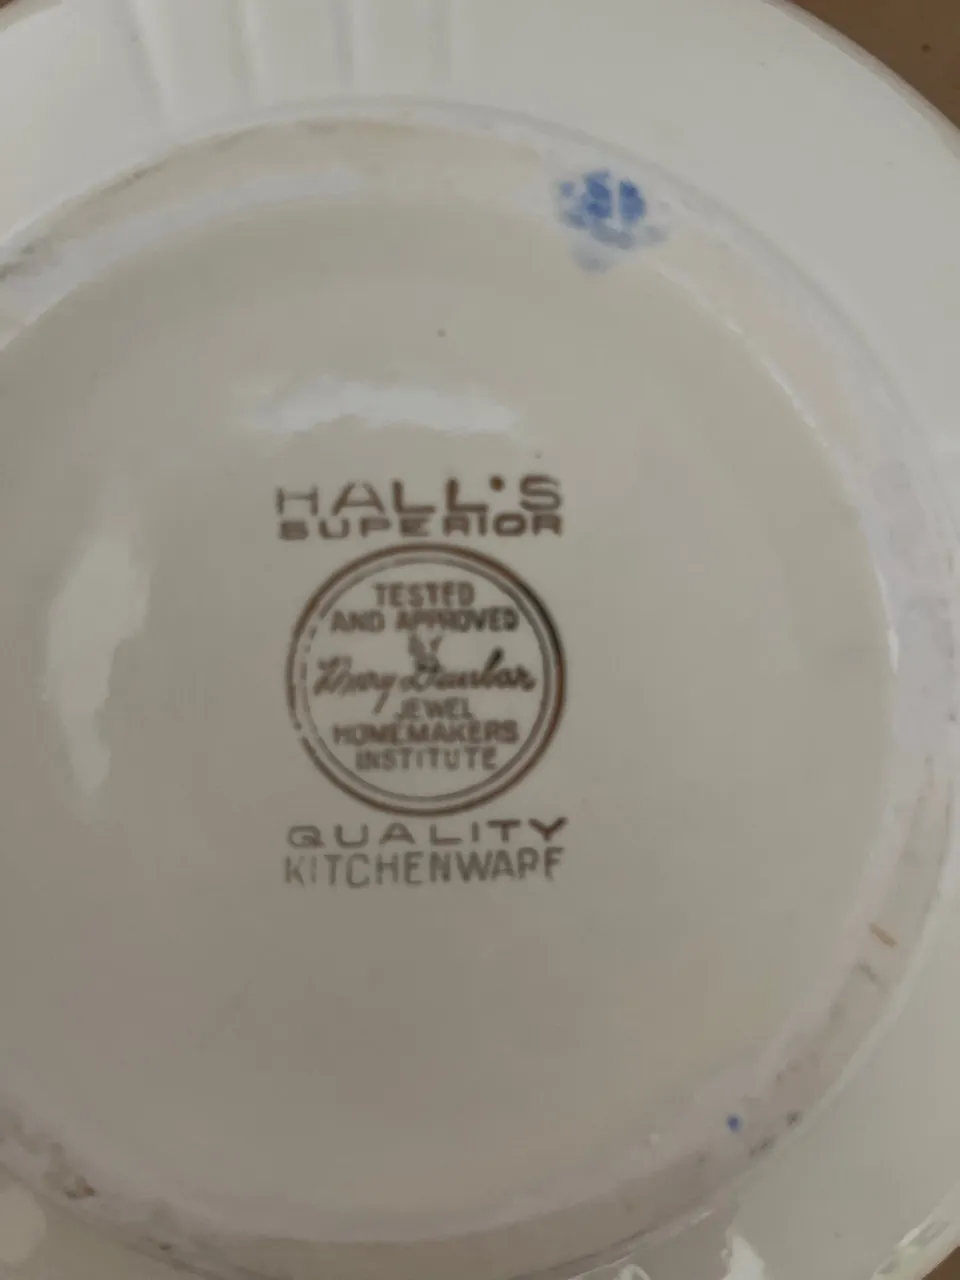 HALL'S
SUPERIOR
TESTED
AND APPROVED
BY
Mary Dunbar
JEWEL
HOMEMAKERS
INSTITUTE
QUALITY
KITCHENWARE